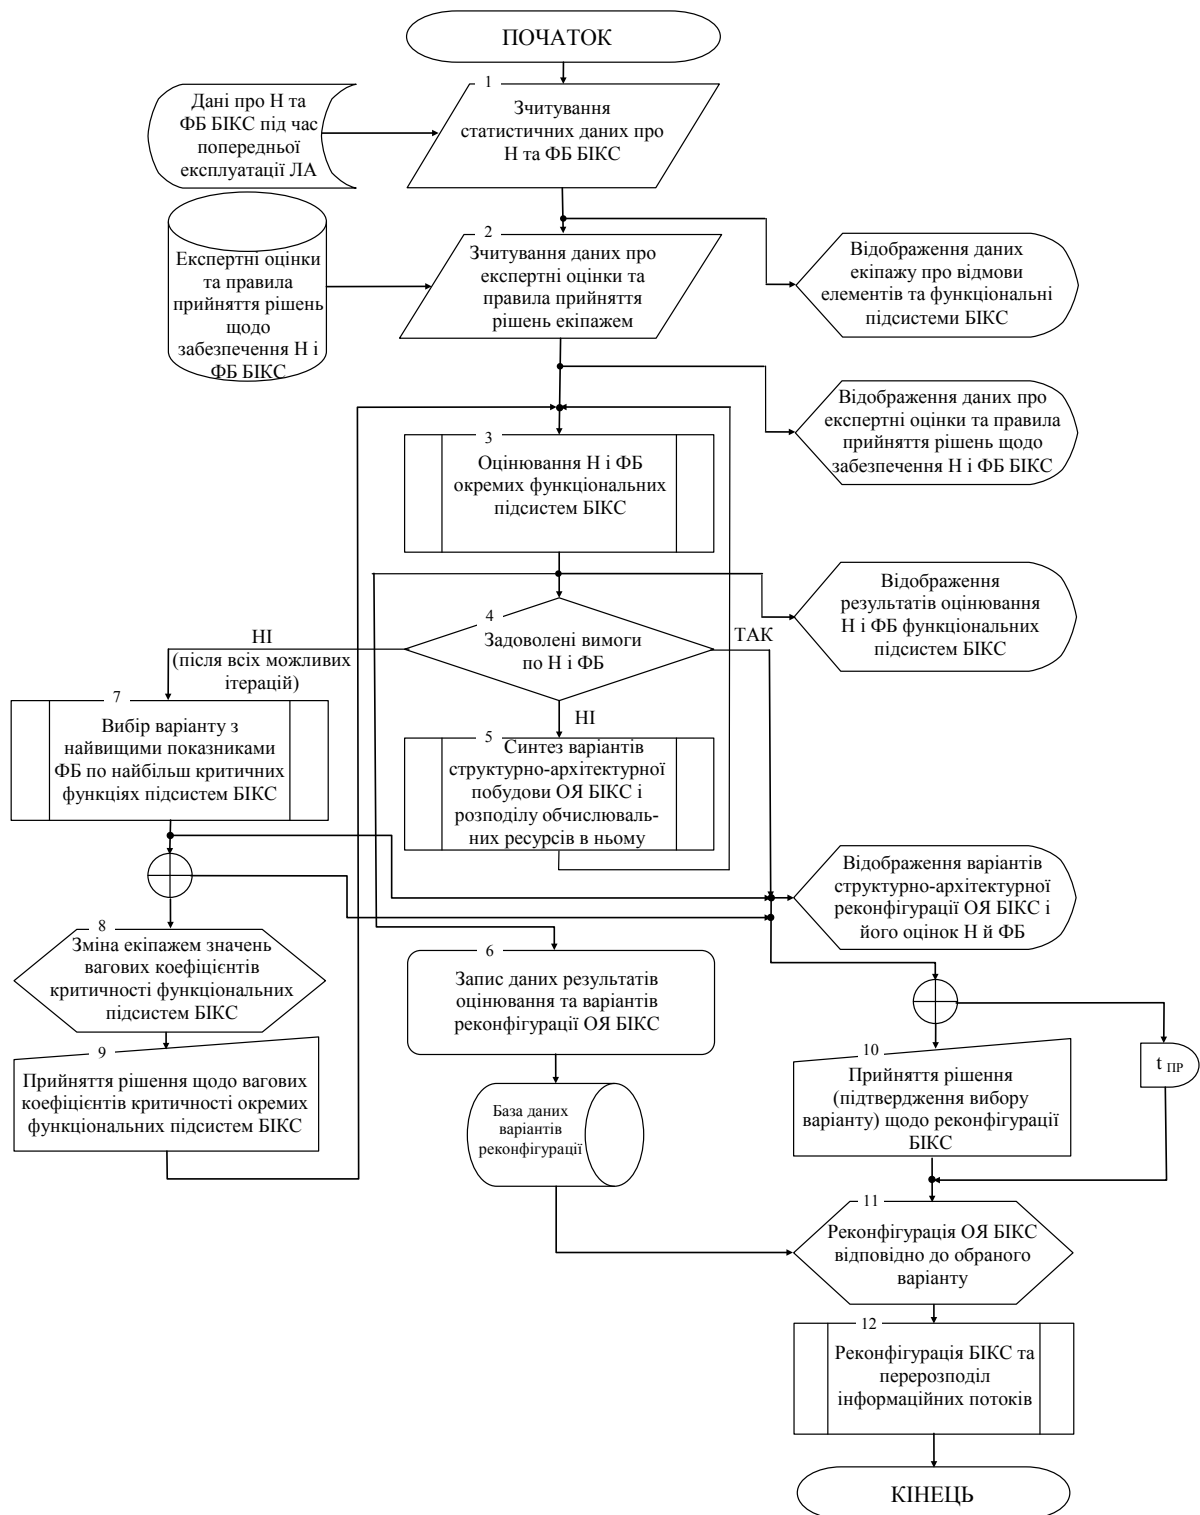 ПОЧАТОК
Дані про Н та
ФБ БІКС під час
попередньої
експлуатації ЛА
1
Зчитування
статистичних даних про
Н та ФБ БІКС
Експертні оцінки
та правила
прийняття рішень
щодо
забезпечення Н і
ФБ БІКС
2
Зчитування даних про
експертні оцінки та
правила прийняття
рішень екіпажем
Відображення даних
екіпажу про відмови
елементів та функціональні
підсистеми БІКС
Відображення даних про
експертні оцінки та правила
прийняття рішень щодо
забезпечення Н і ФБ БІКС
3
Оцінювання Н і ФБ
окремих функціональних
підсистем БІКС
Відображення
результатів оцінювання
Н і ФБ функціональних
підсистем БІКС
4
Задоволені вимоги
по Н і ФБ
ТАК
НІ
(після всіх можливих
ітерацій)
НІ
7
Вибір варіанту з
найвищими показниками
ФБ по найбільш критичних
функціях підсистем БІКС
5
Синтез варіантів
структурно-архітектурної
побудови ОЯ БІКС і
розподілу обчислюваль-
них ресурсів в ньому
Відображення варіантів
структурно-архітектурної
реконфігурації ОЯ БІКС і
його оцінок Н й ФБ
8
Зміна екіпажем значень
вагових коефіцієнтів
критичності функціональних
підсистем БІКС
6
Запис даних результатів
оцінювання та варіантів
реконфігурації ОЯ БІКС
9
Прийняття рішення щодо вагових
коефіцієнтів критичності окремих
функціональних підсистем БІКС
База даних
варіантів
реконфігурації
10
Прийняття рішення
(підтвердження вибору
варіанту) щодо реконфігурації
БІКС
t ПР
11
Реконфігурація ОЯ БІКС
відповідно до обраного
варіанту
12
Реконфігурація БІКС та
перерозподіл
інформаційних потоків
КІНЕЦЬ